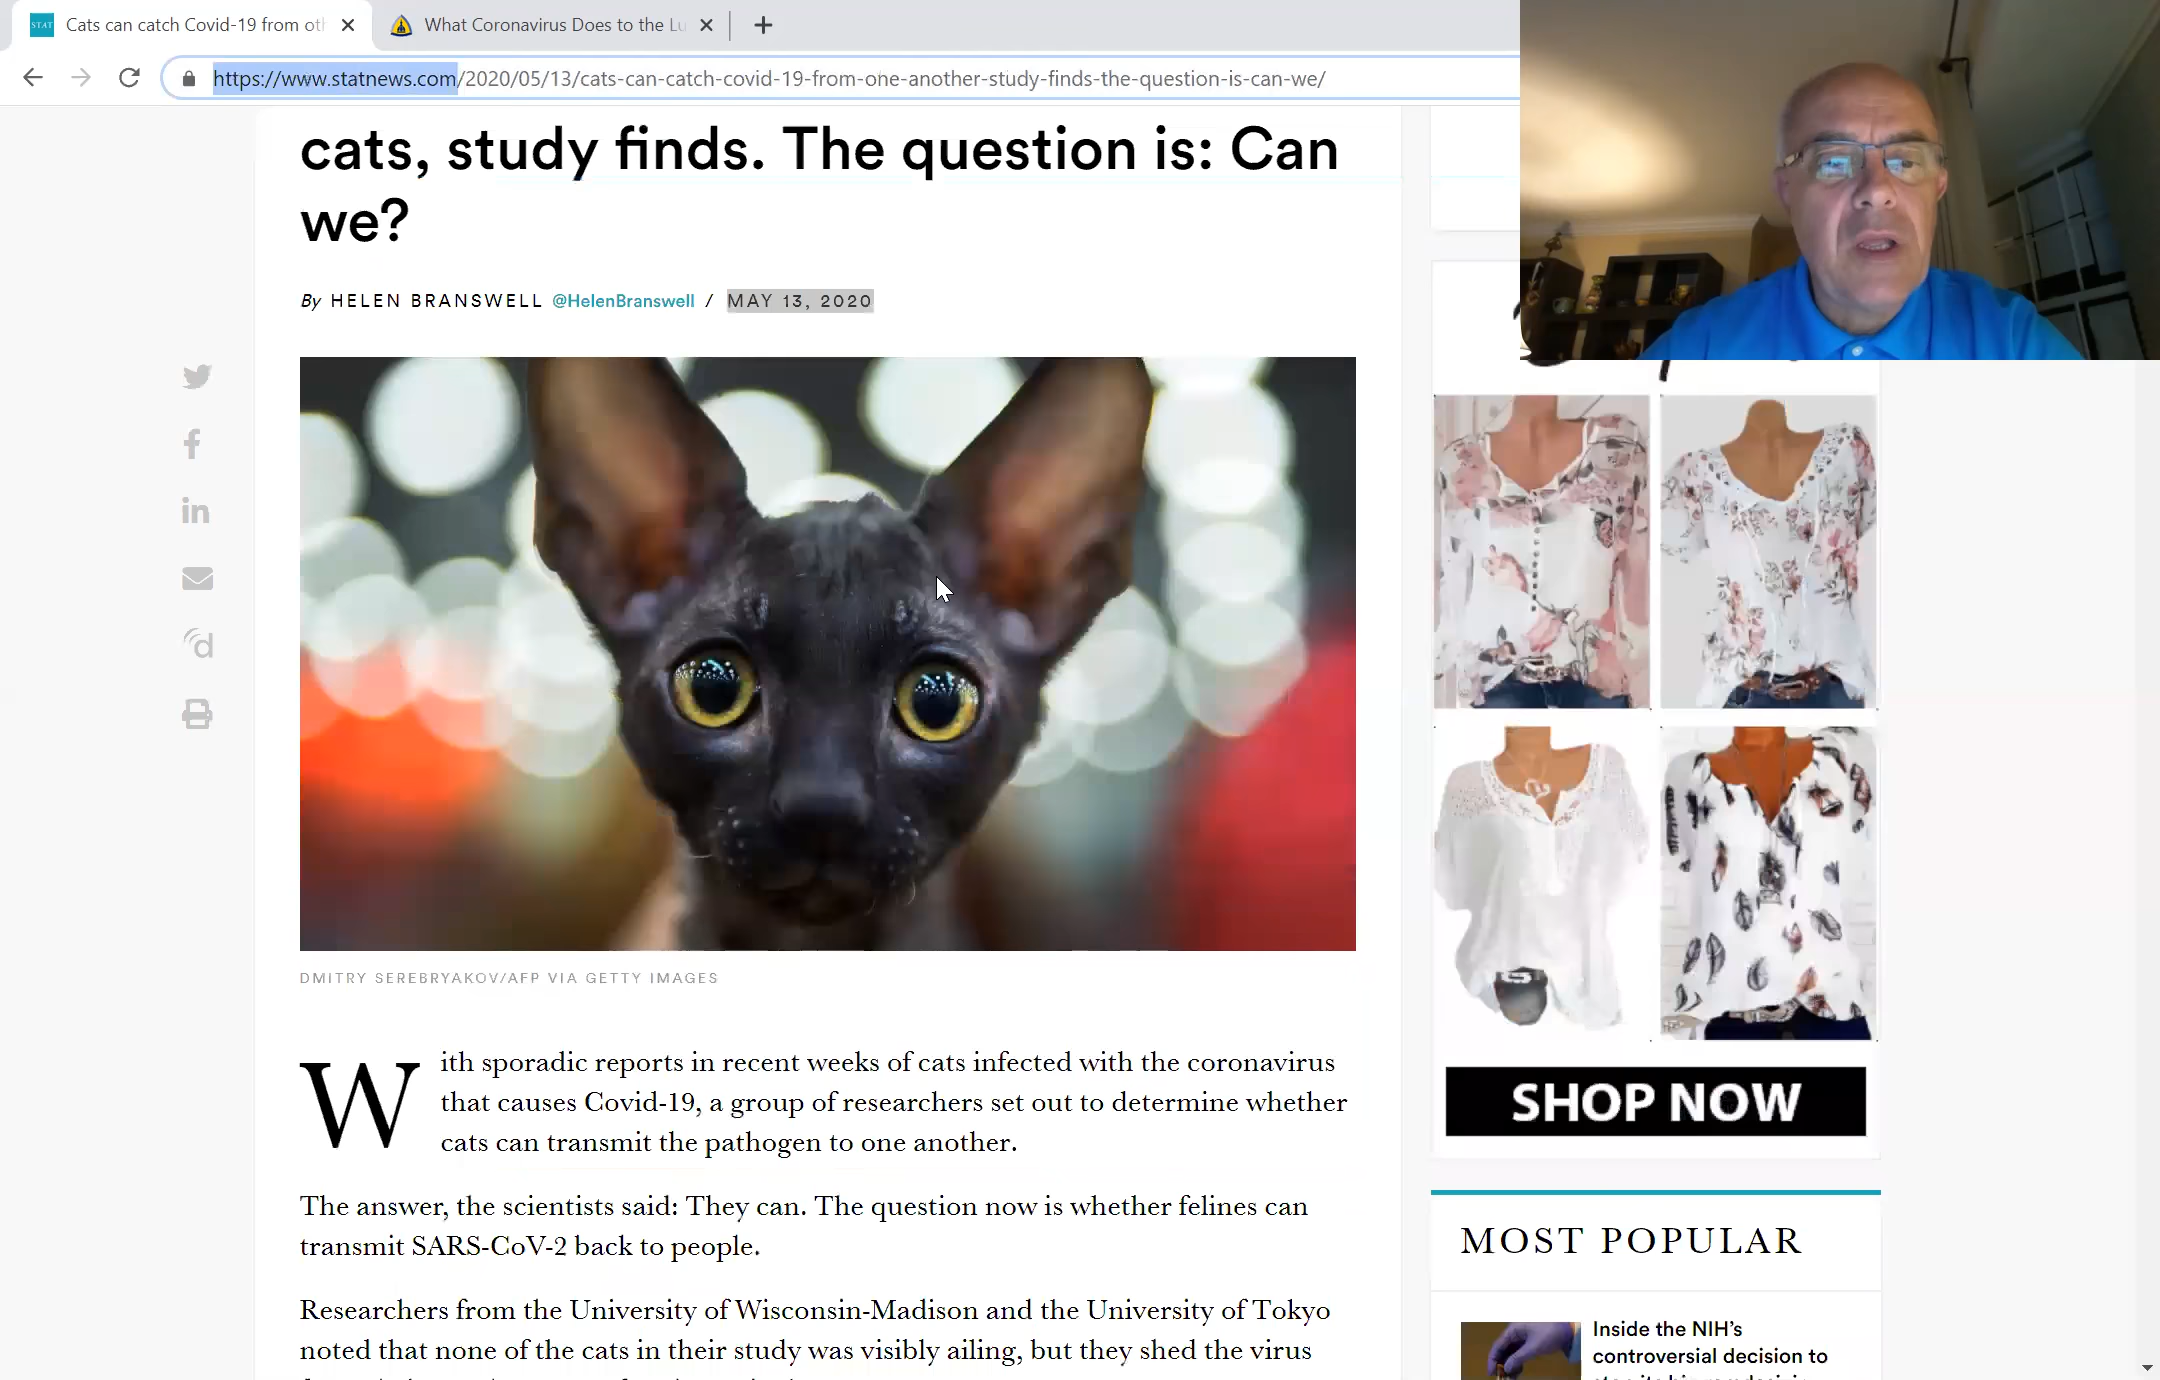 STAT
Cats can catch Covid-19 from oth
What Coronavirus Does to the Lu
https://www.statnews.com/2020/05/13/cats-can-catch-covid-19-from-one-another-study-finds-the-question-is-can-we/
cats, study finds. The question is: Can
we?
By HELEN BRANSWELL @HelenBranswell / MAY 13, 2020
DMITRY SEREBRYAKOV/AFP VIA GETTY IMAGES
With sporadic reports in recent weeks of cats infected with the coronavirus
that causes Covid-19, a group of researchers set out to determine whether
cats can transmit the pathogen to one another.
The answer, the scientists said: They can. The question now is whether felines can
transmit SARS-CoV-2 back to people.
Researchers from the University of Wisconsin-Madison and the University of Tokyo
noted that none of the cats in their study was visibly ailing, but they shed the virus
SHOP NOW
MOST POPULAR
Inside the NIH's
controversial decision to